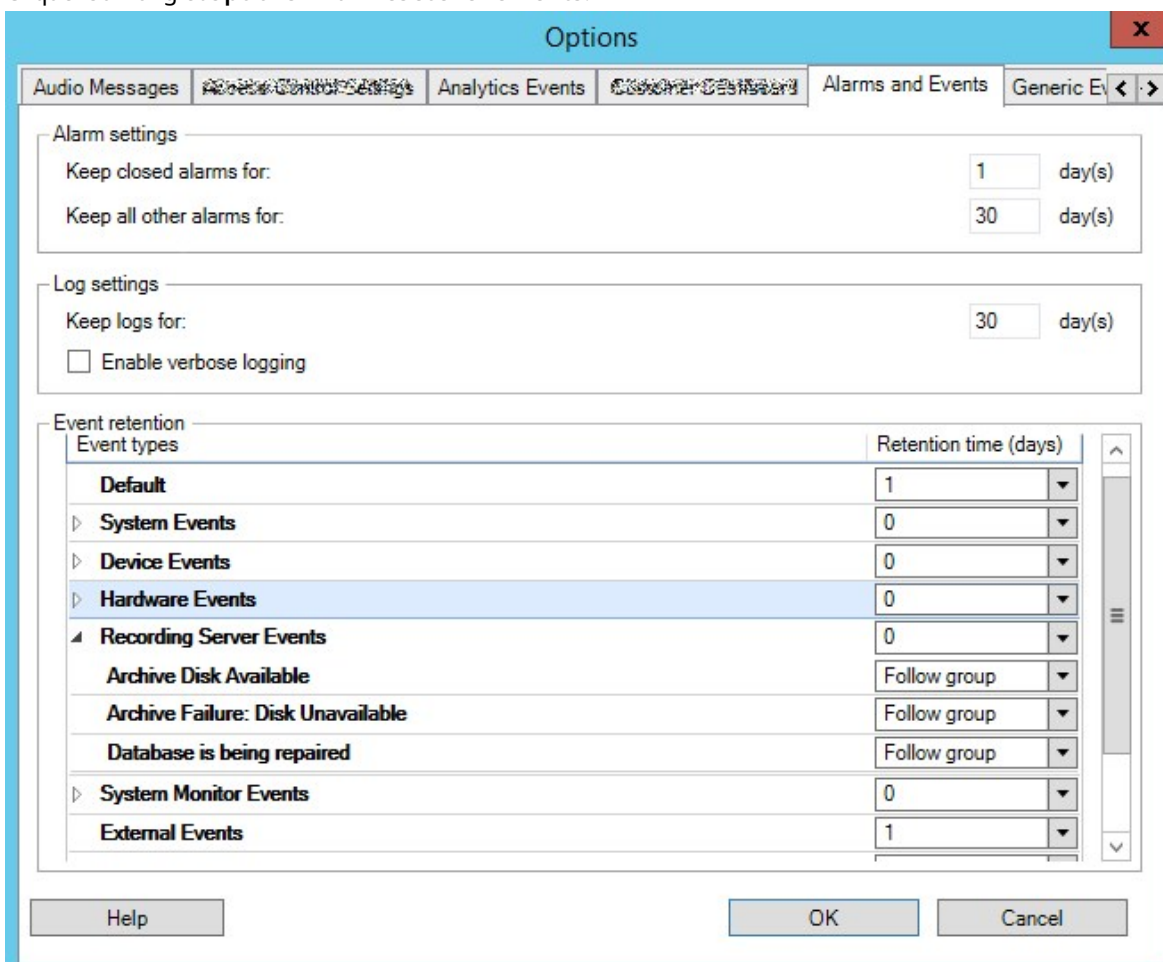 Options
Audio Messages Analytics Events Alarms and Events Generic Ev
Alarm settings
Keep closed alarms for: 1 day(s)
Keep all other alarms for: 30 day(s)
Log settings
Keep logs for: 30 day(s)
Enable verbose logging
Event retention
Event types Retention time (days)
Default 1
System Events 0
Device Events 0
Hardware Events 0
Recording Server Events 0
Archive Disk Available Follow group
Archive Failure: Disk Unavailable Follow group
Database is being repaired Follow group
System Monitor Events 0
External Events 1
Help OK Cancel